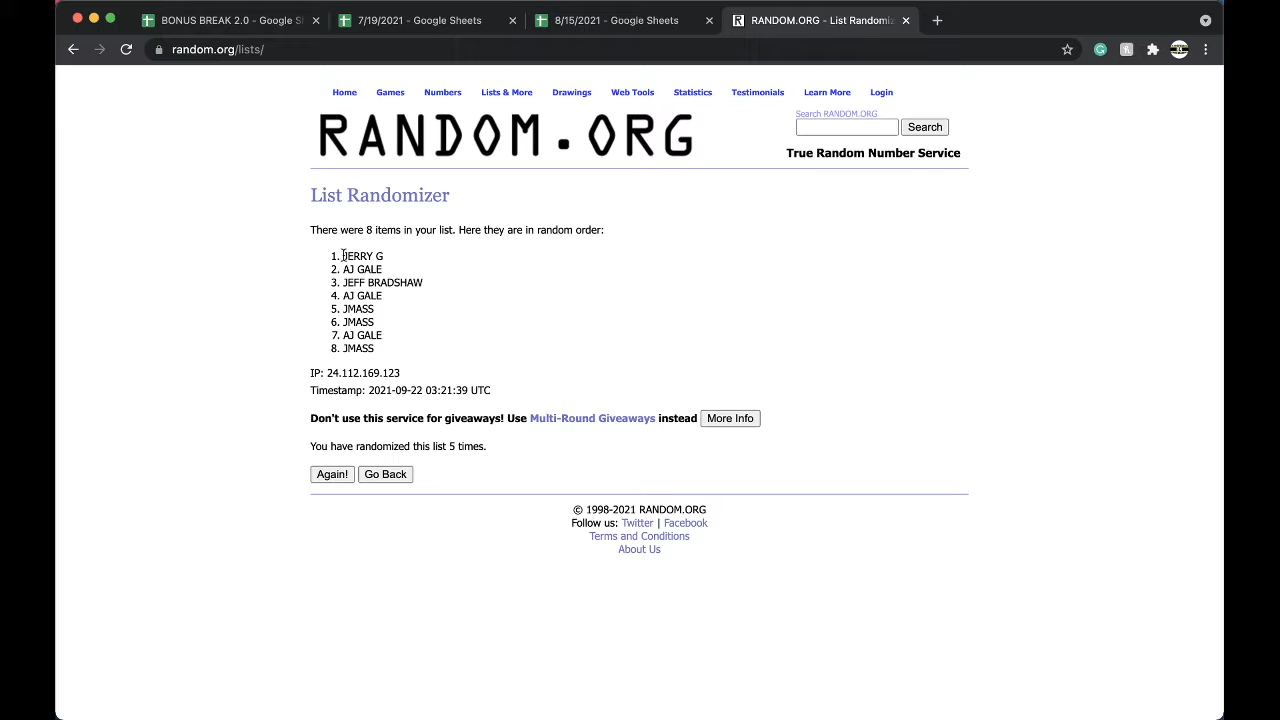 BONUS BREAK 2.0 - Google S
7/19/2021 - Google Sheets
8/15/2021 - Google Sheets
RANDOM.ORG - List Randomiz
random.org/lists/
Home Games Numbers Lists & More Drawings Web Tools Statistics Testimonials Learn More Login
RANDOM.ORG
Search RANDOM.ORG
Search
True Random Number Service
List Randomizer
There were 8 items in your list. Here they are in random order:
1. JERRY G
2. AJ GALE
3. JEFF BRADSHAW
4. AJ GALE
5. JMASS
6. JMASS
7. AJ GALE
8. JMASS
IP: 24.112.169.123
Timestamp: 2021-09-22 03:21:39 UTC
Don't use this service for giveaways! Use Multi-Round Giveaways instead More Info
You have randomized this list 5 times.
Again! Go Back
© 1998-2021 RANDOM.ORG
Follow us: Twitter | Facebook
Terms and Conditions
About Us